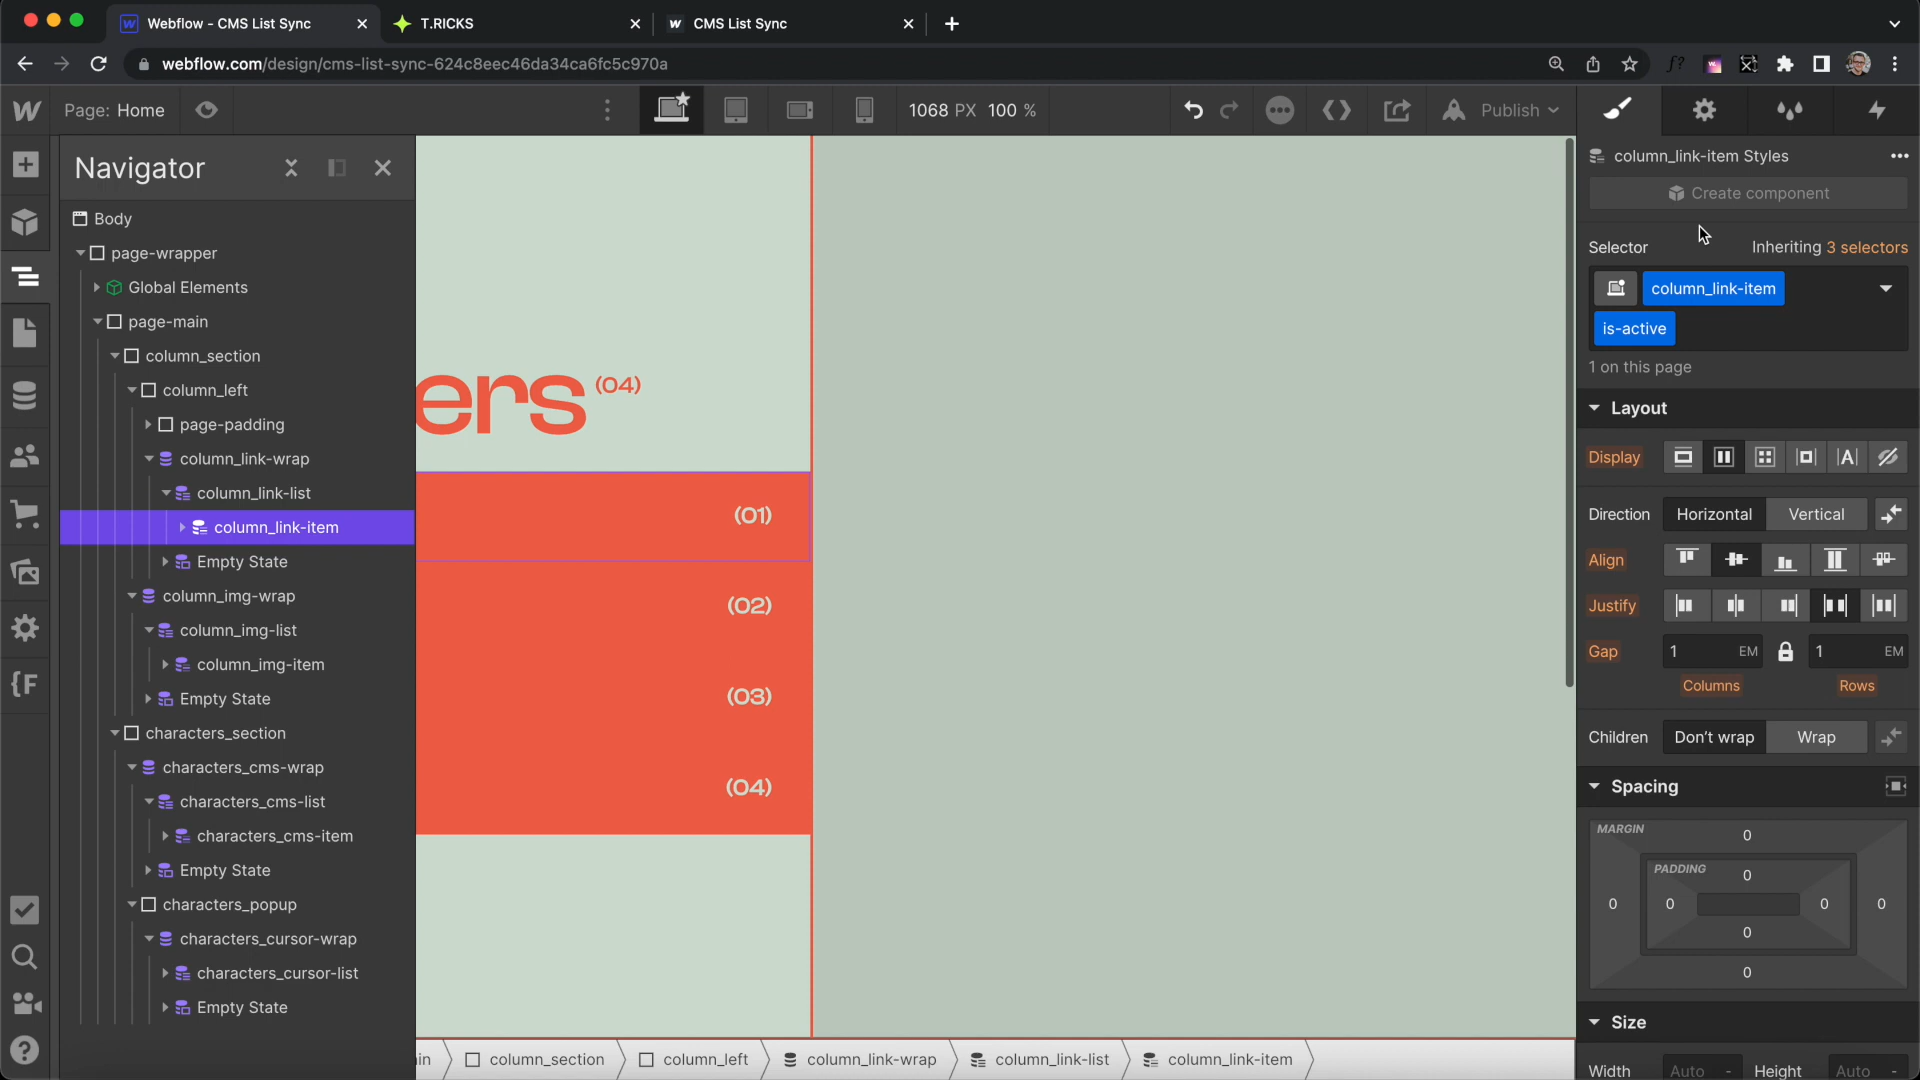 Webflow - CMS List Sync
T.RICKS
CMS List Sync
webflow.com/design/cms-list-sync-624c8eec46da34ca6fc5c970a
Page: Home
1068 PX 100 %
Publish
Navigator
Body
page-wrapper
Global Elements
page-main
column_section
column_left
page-padding
column_link-wrap
column_link-list
column_link-item
Empty State
column_img-wrap
column_img-list
column_img-item
Empty State
characters_section
characters_cms-wrap
characters_cms-list
characters_cms-item
Empty State
characters_popup
characters_cursor-wrap
characters_cursor-list
Empty State
ers (04)
(01)
(02)
(03)
(04)
in
column_section
column_left
column_link-wrap
column_link-list
column_link-item
column_link-item Styles
Create component
Selector
Inheriting 3 selectors
column_link-item
is-active
1 on this page
Layout
Display
Direction Horizontal Vertical
Align
Justify
Gap 1 EM 1 EM
Columns Rows
Children Don't wrap Wrap
Spacing
MARGIN
0
PADDING
0
0 0 0 0
0
0
Size
Width Auto - Height Auto -